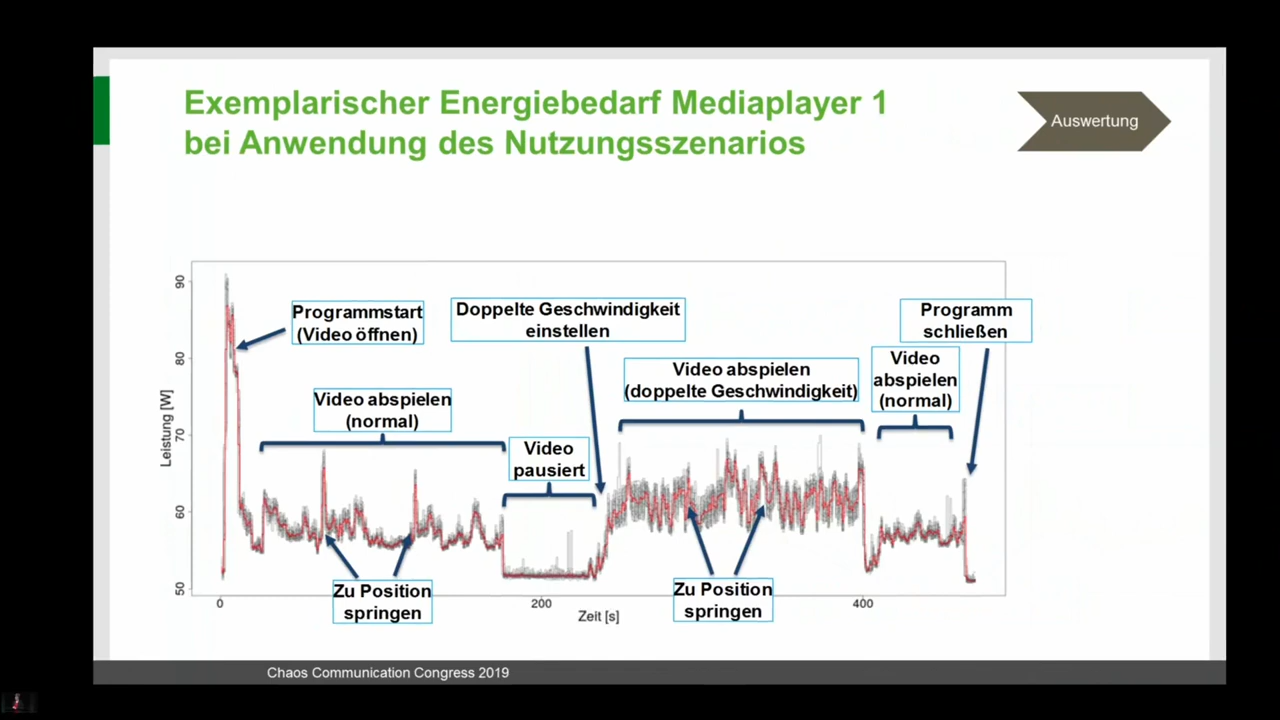 Exemplarischer Energiebedarf Mediaplayer 1
bei Anwendung des Nutzungsszenarios
Auswertung
Leistung [W]
90
80
70
60
50
Programmstart
(Video öffnen)
Doppelte Geschwindigkeit
einstellen
Programm
schließen
Video abspielen
(doppelte Geschwindigkeit)
Video
abspielen
(normal)
Video abspielen
(normal)
Video
pausiert
Zu Position
springen
Zu Position
springen
0
200
400
Zeit [s]
Chaos Communication Congress 2019